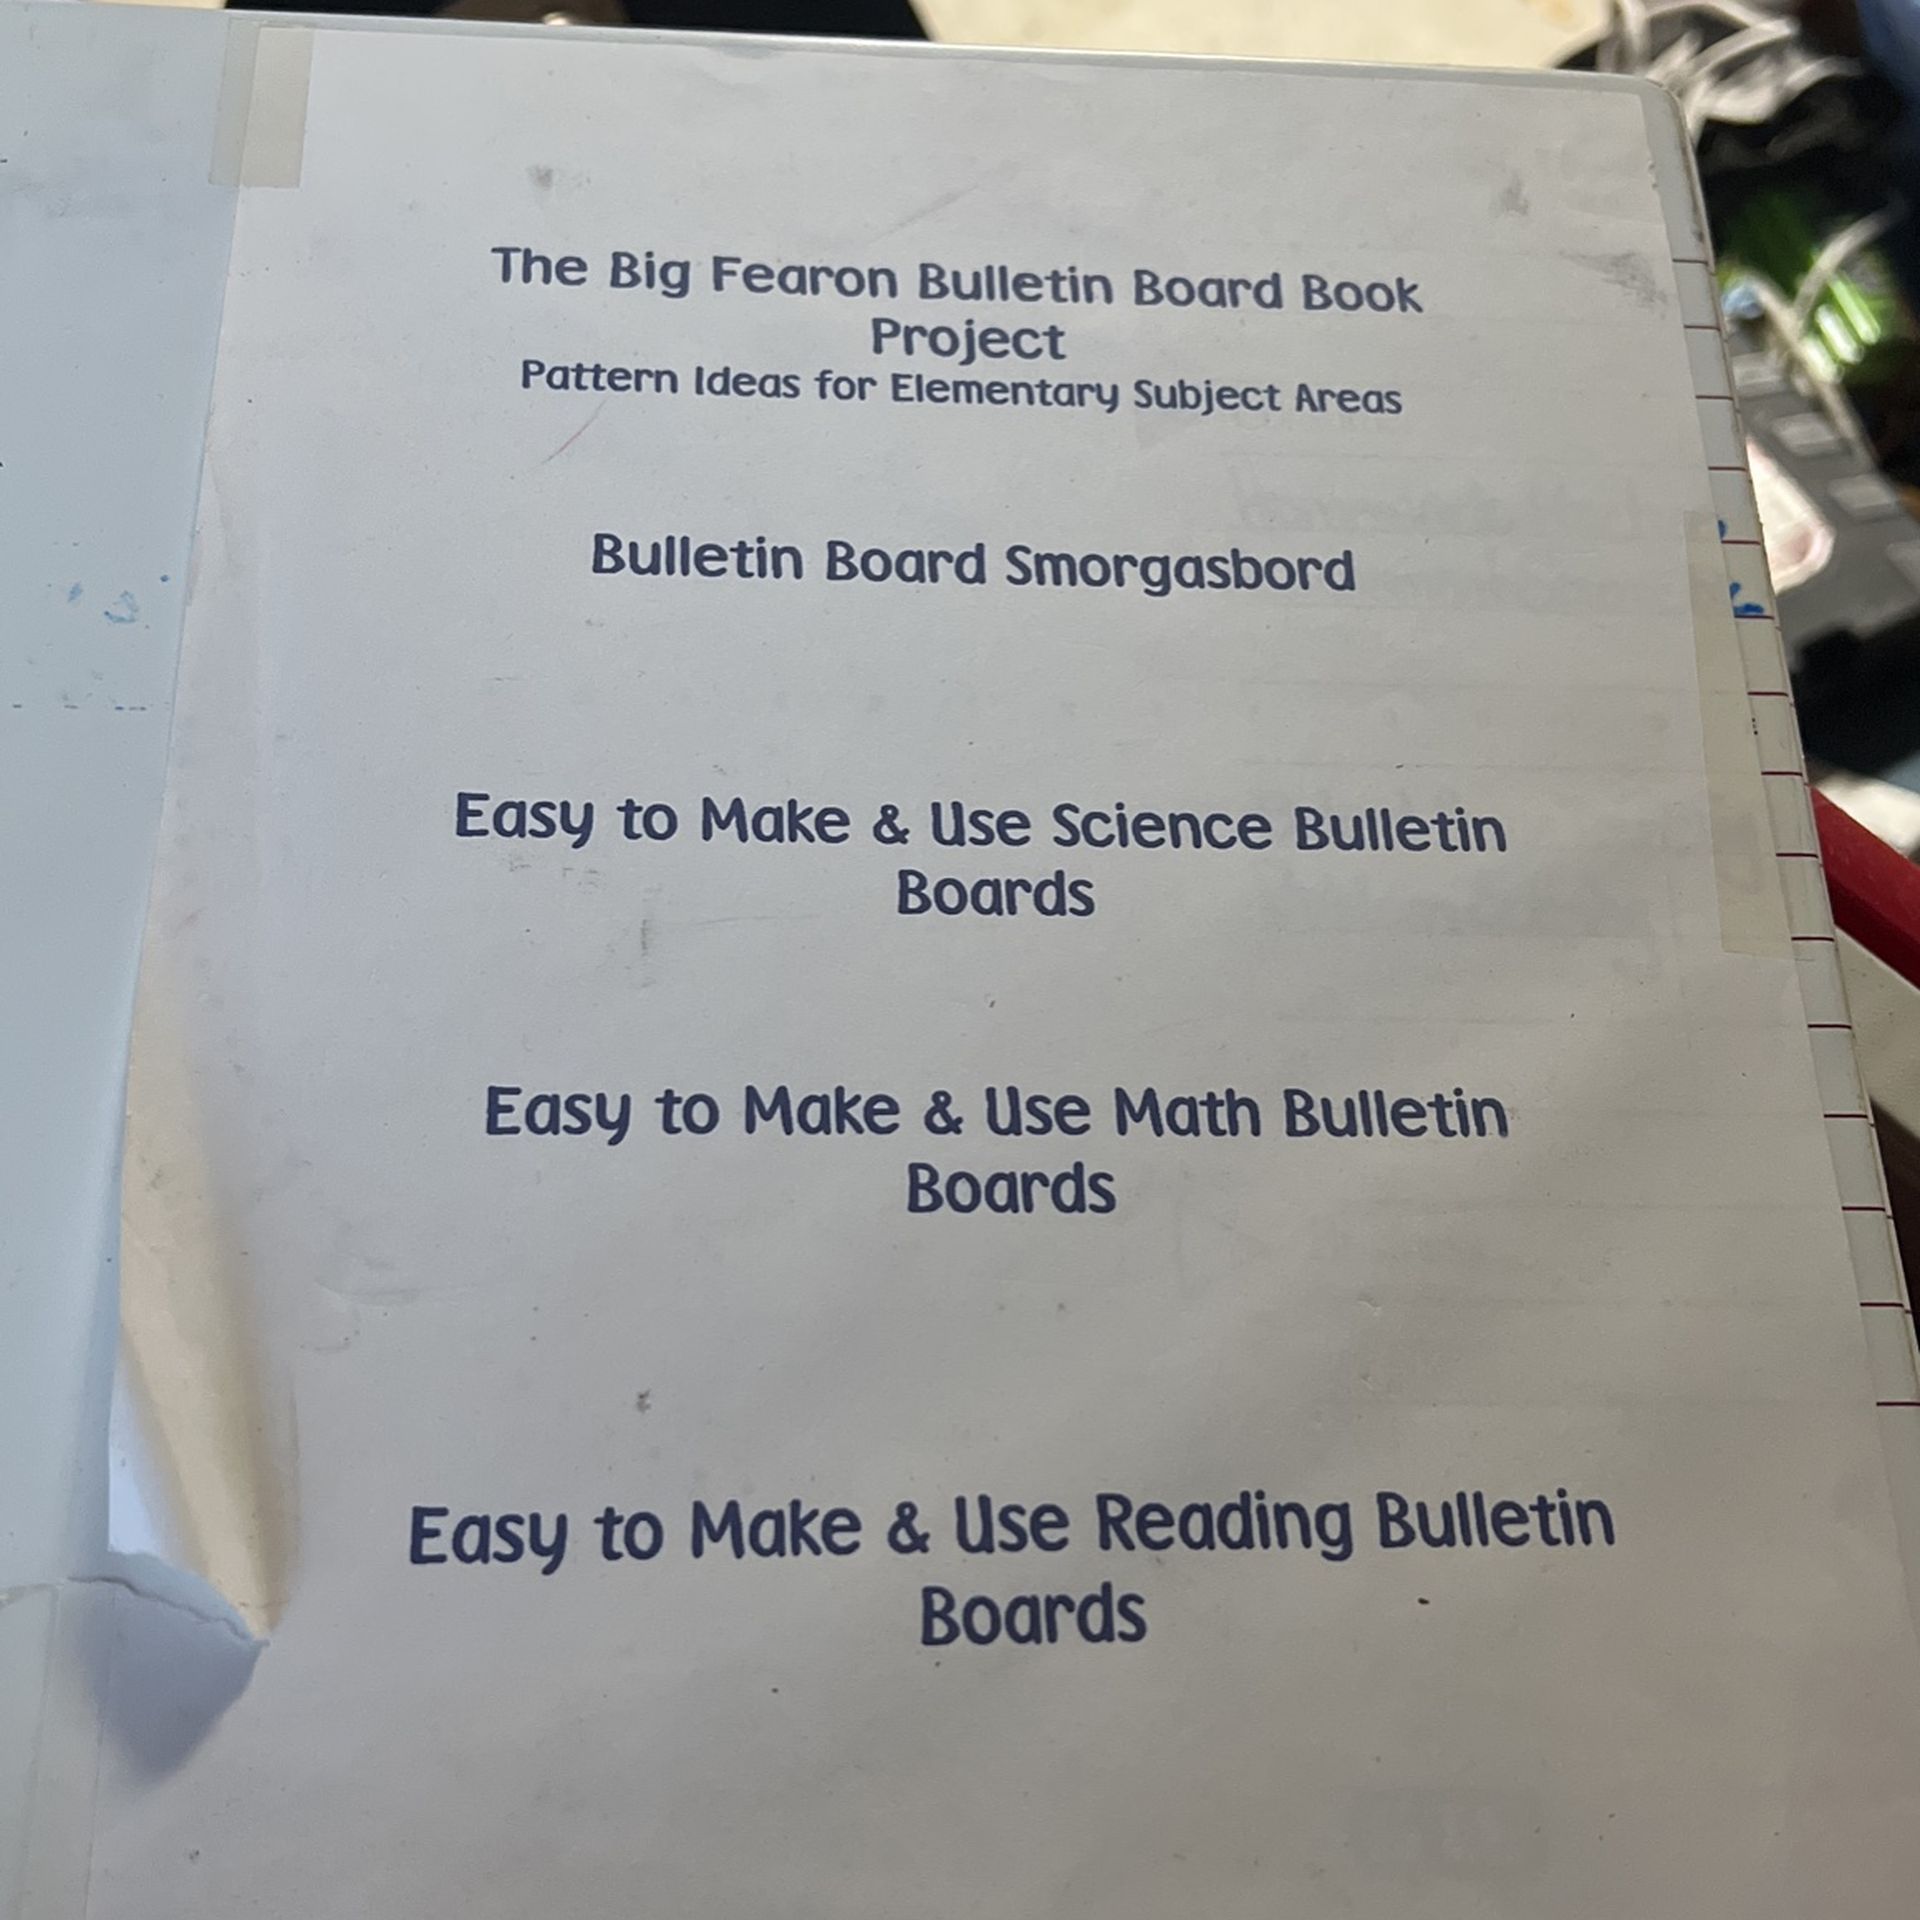 The Big Fearon Bulletin Board Book
Project
Pattern Ideas for Elementary Subject Areas
Bulletin Board Smorgasbord
Easy to Make & Use Science Bulletin
Boards
Easy to Make & Use Math Bulletin
Boards
Easy to Make & Use Reading Bulletin
Boards